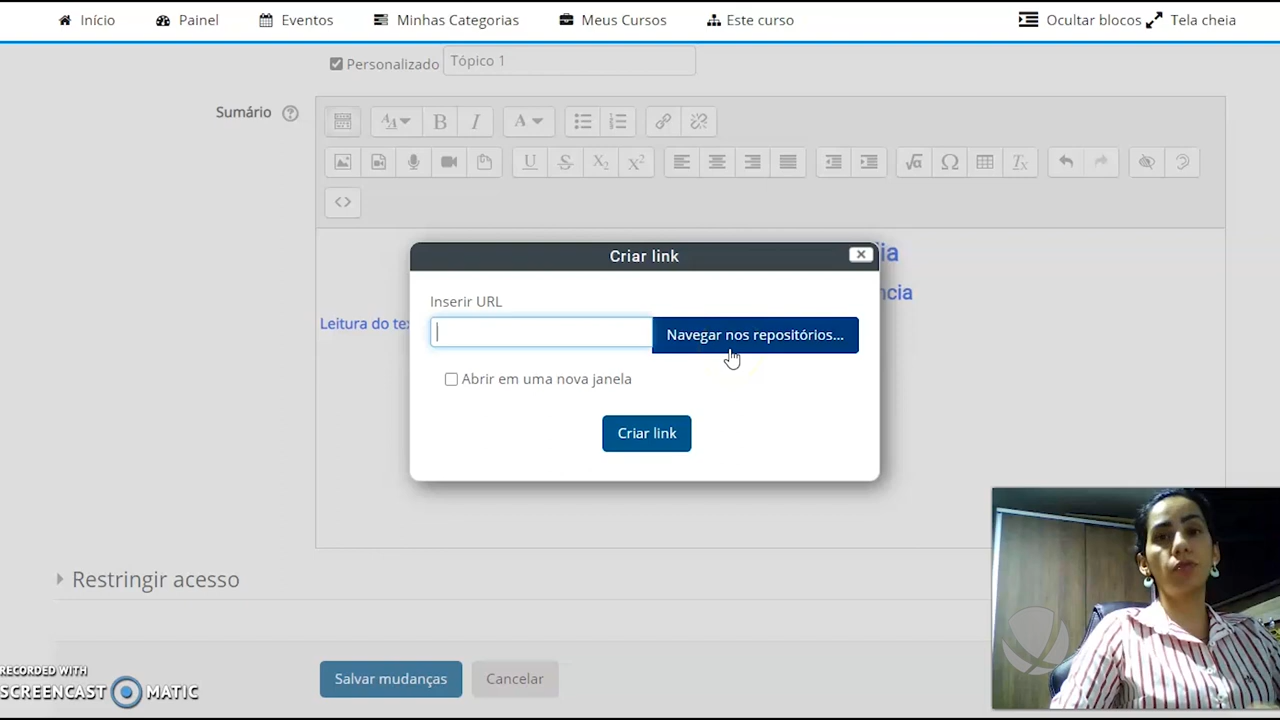 Início Painel Eventos Minhas Categorias Meus Cursos Este curso Ocultar blocos Tela cheia
Personalizado Tópico 1
Sumário
Criar link
Inserir URL
Navegar nos repositórios...
Leitura do
Abrir em uma nova janela
Criar link
Restringir acesso
Salvar mudanças Cancelar
RECORDED WITH
SCREENCAST MATIC